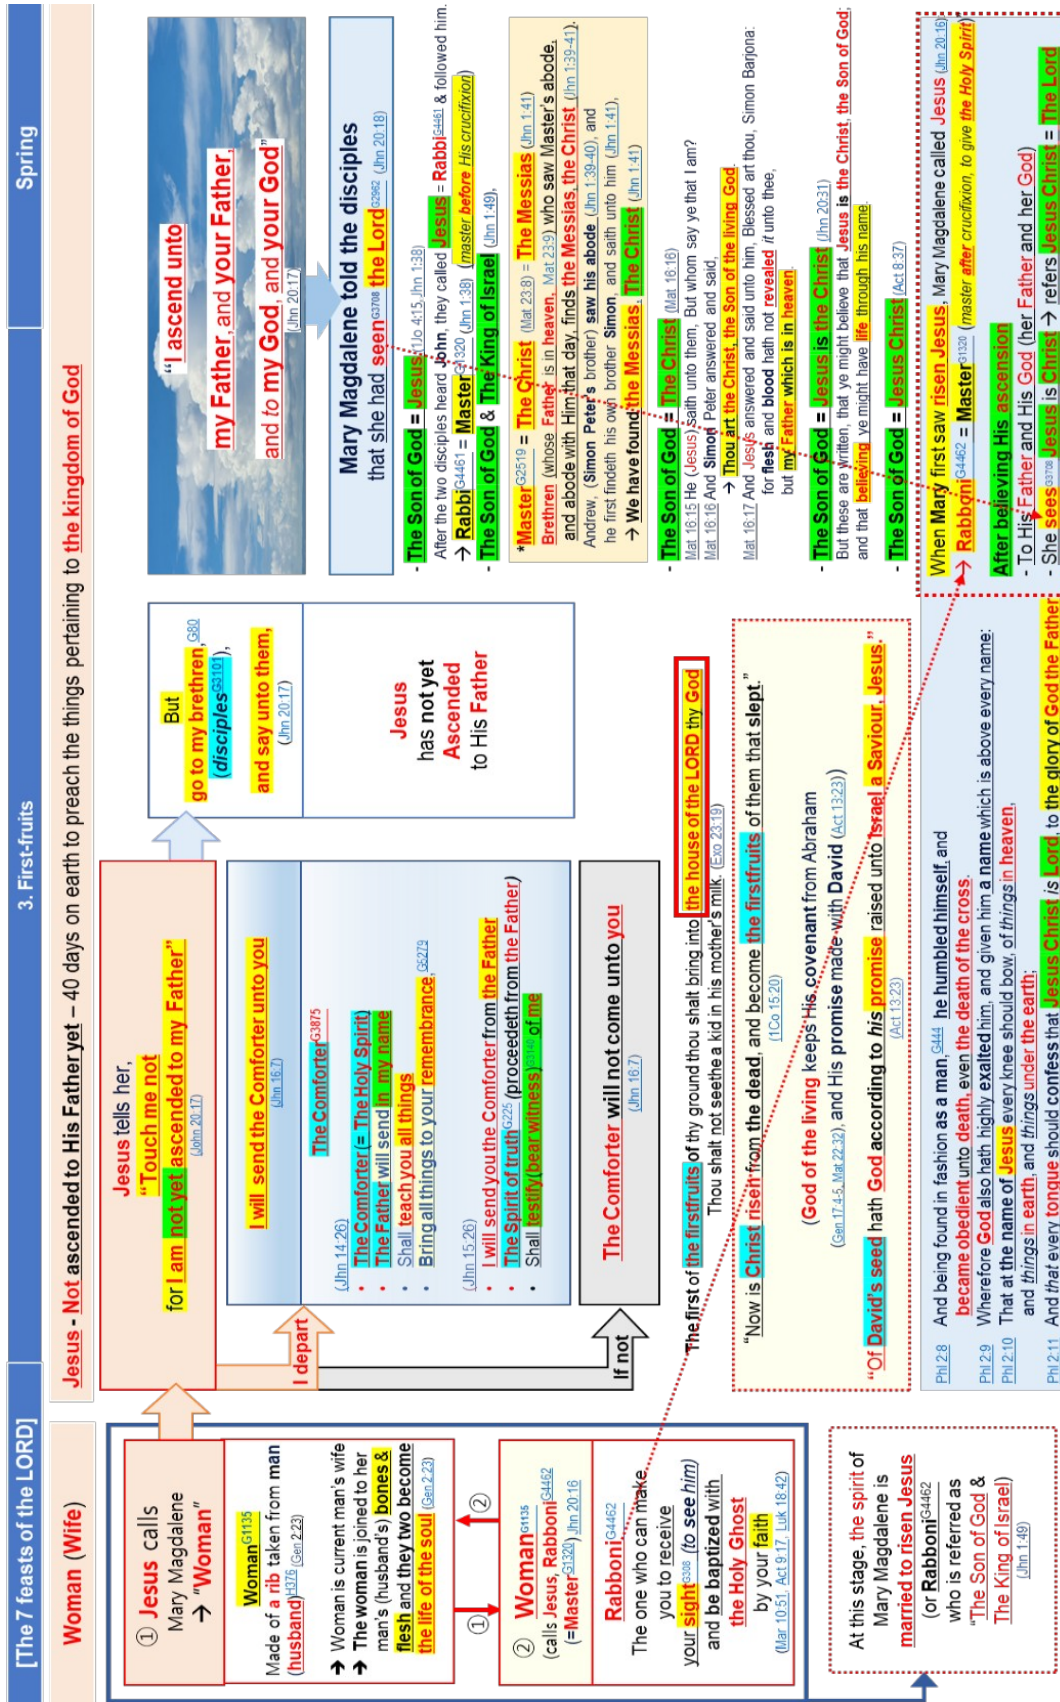 [The 7 feasts of the LORD]
3. First-fruits
Spring
Woman (Wife)
Jesus - Not ascended to His Father yet – 40 days on earth to preach the things pertaining to the kingdom of God
① Jesus calls
Mary Magdalene
→ "Woman"
Woman G1135
Made of a rib taken from man
(husband) H376 (Gen 2:23)
➔ Woman is current man's wife
➔ The woman is joined to her
man's (husband's) bones &
flesh and they two become
the life of the soul (Gen 2:23)
①
②
② Woman G1135
(calls Jesus, Rabboni G4462
(=Master G1320) Jhn 20:16
Rabboni G4462
The one who can make
you to receive
your sight G308 (to see him)
and be baptized with
the Holy Ghost
by your faith
(Mar 10:51, Act 9:17, Luk 18:42)
At this stage, the spirit of
Mary Magdalene is
married to risen Jesus
(or Rabboni G4462
who is referred as
"The Son of God &
The King of Israel)
(Jhn 1:49)
Jesus tells her,
"Touch me not
for I am not yet ascended to my Father"
(John 20:17)
I depart
If not
I will send the Comforter unto you
(Jhn 16:7)
The Comforter G3875
(Jhn 14:26)
• The Comforter (= The Holy Spirit)
• The Father will send in my name
• Shall teach you all things
• Bring all things to your remembrance, G5279
(Jhn 15:26)
• I will send you the Comforter from the Father
• The Spirit of truth G225 (proceedeth from the Father)
• Shall testify(bear witness) G3140 of me
The Comforter will not come unto you
(Jhn 16:7)
But
go to my brethren, G80
(disciples G3101),
and say unto them,
(Jhn 20:17)
Jesus
has not yet
Ascended
to His Father
The first of the firstfruits of thy ground thou shalt bring into the house of the LORD thy God
Thou shalt not seethe a kid in his mother's milk. (Exo 23:19)
"Now is Christ risen from the dead, and become the firstfruits of them that slept."
(1Co 15:20)
(God of the living keeps His covenant from Abraham
(Gen 17:4-5, Mat 22:32), and His promise made with David (Act 13:23))
"Of David's seed hath God according to his promise raised unto Israel a Saviour, Jesus."
(Act 13:23)
Phl 2:8 And being found in fashion as a man, G444 he humbled himself, and
became obedient unto death, even the death of the cross.
Phl 2:9 Wherefore God also hath highly exalted him, and given him a name which is above every name:
Phl 2:10 That at the name of Jesus every knee should bow, of things in heaven,
and things in earth, and things under the earth;
Phl 2:11 And that every tongue should confess that Jesus Christ is Lord, to the glory of God the Father
"I ascend unto
my Father, and your Father,
and to my God, and your God"
(Jhn 20:17)
Mary Magdalene told the disciples
that she had seen G3708 the Lord G2962 (Jhn 20:18)
- The Son of God = Jesus (1Jo 4:15, Jhn 1:38)
After the two disciples heard John, they called Jesus = Rabbi G4461 & followed him.
→ Rabbi G4461 = Master G1320 (Jhn 1:38) (master before His crucifixion)
- The Son of God & The King of Israel (Jhn 1:49),
*Master G2519 = The Christ (Mat 23:8) = The Messias (Jhn 1:41)
Brethren (whose Father is in heaven, Mat 23:9) who saw Master's abode,
and abode with Him that day, finds the Messias, the Christ (Jhn 1:39-41).
Andrew, (Simon Peter's brother) saw his abode (Jhn 1:39-40), and
he first findeth his own brother Simon, and saith unto him (Jhn 1:41),
→ We have found the Messias, The Christ (Jhn 1:41)
- The Son of God = The Christ (Mat 16:16)
Mat 16:15 He (Jesus) saith unto them, But whom say ye that I am?
Mat 16:16 And Simon Peter answered and said,
→ Thou art the Christ, the Son of the living God.
Mat 16:17 And Jesus answered and said unto him, Blessed art thou, Simon Barjona:
for flesh and blood hath not revealed it unto thee,
but my Father which is in heaven.
- The Son of God = Jesus is the Christ (Jhn 20:31)
But these are written, that ye might believe that Jesus is the Christ, the Son of God;
and that believing ye might have life through his name.
- The Son of God = Jesus Christ (Act 8:37)
When Mary first saw risen Jesus, Mary Magdalene called Jesus (Jhn 20:16)
→ Rabboni G4462 = Master G1320 (master after crucifixion, to give the Holy Spirit)
After believing His ascension
- To His Father and His God (her Father and her God)
- She sees G3708 Jesus is Christ → refers Jesus Christ = The Lord